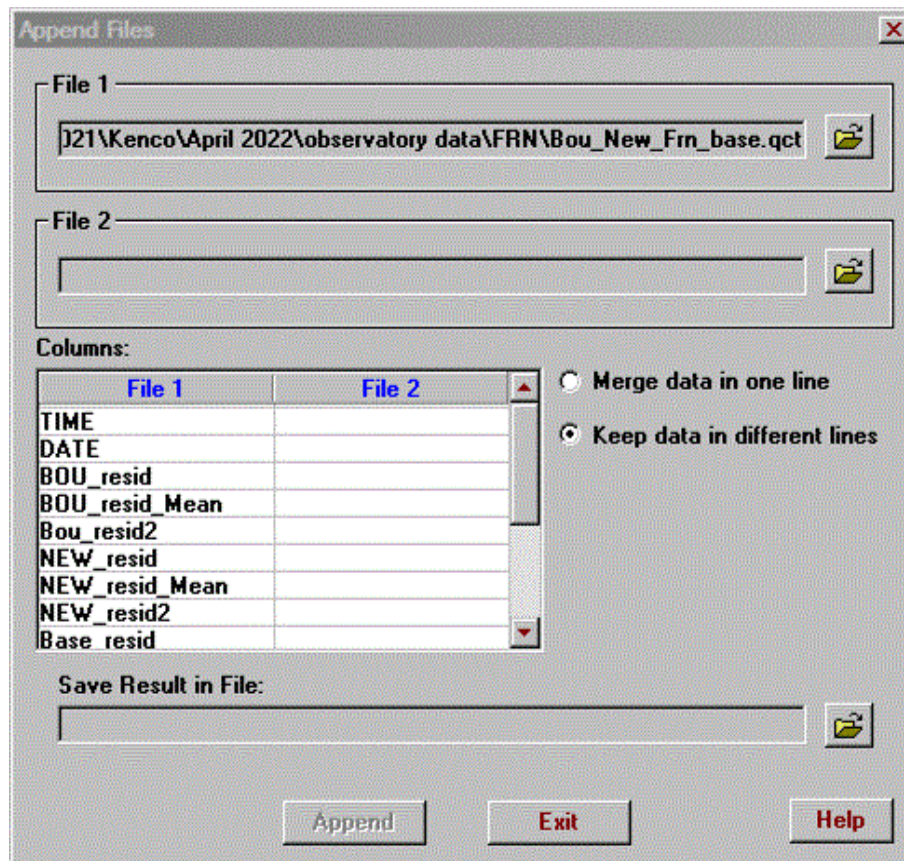 Append Files
File 1
)21\Kenco\April 2022\observatory data\FRN\Bou_New_Frn_base.qct
File 2
Columns:
File 1 File 2
TIME
DATE
BOU_resid
BOU_resid_Mean
Bou_resid2
NEW_resid
NEW_resid_Mean
NEW_resid2
Base_resid
Merge data in one line
Keep data in different lines
Save Result in File:
Append Exit Help